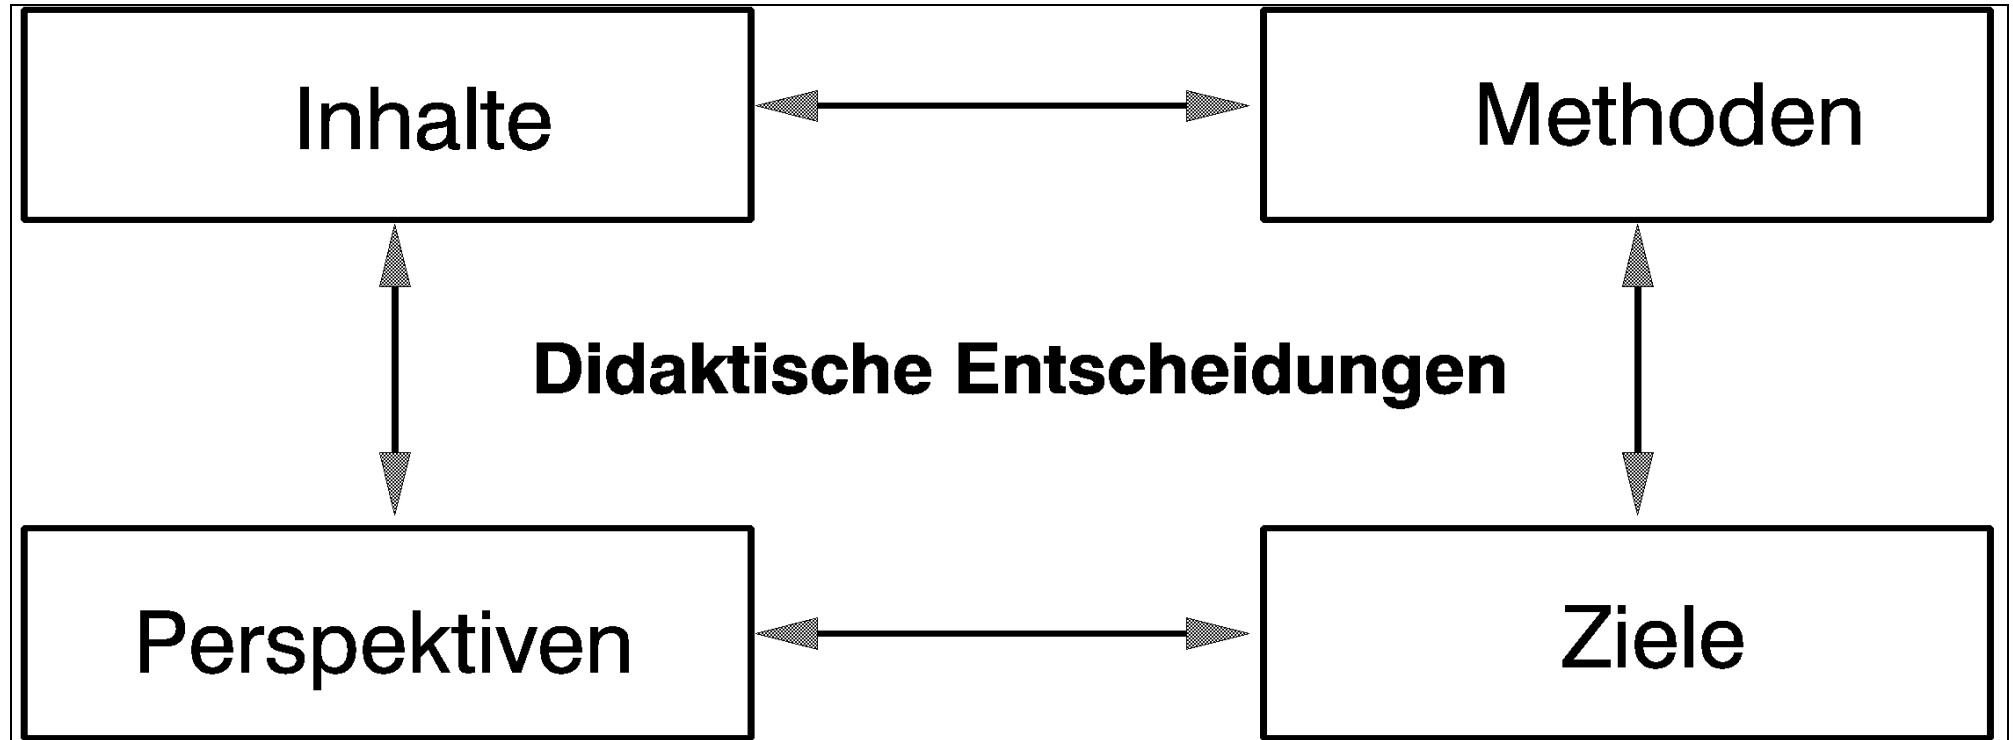 Inhalte
Methoden
Didaktische Entscheidungen
Perspektiven
Ziele